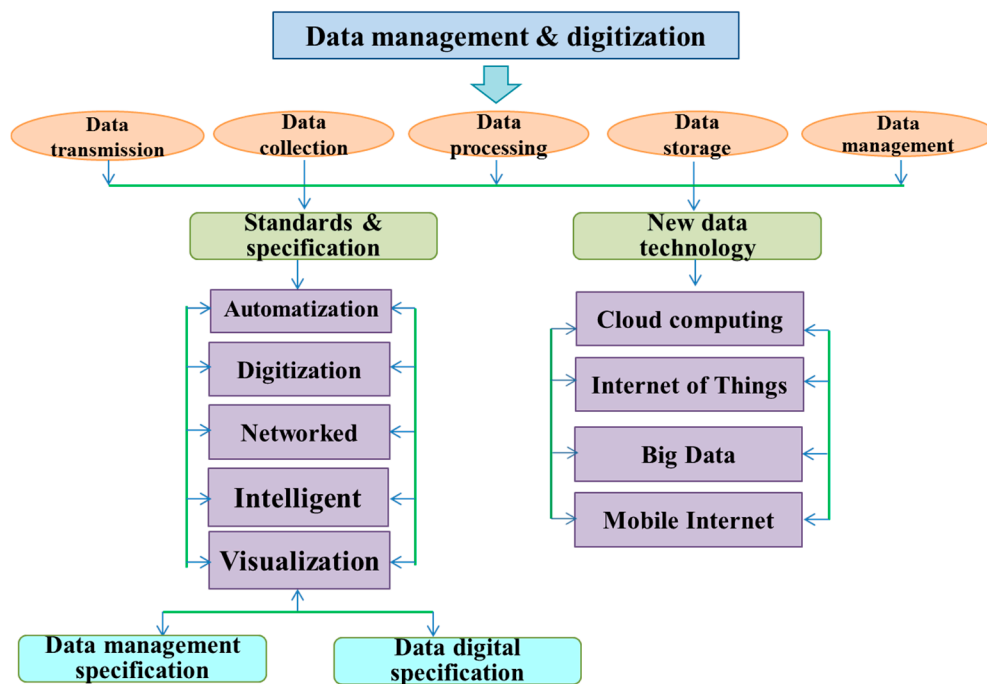 Data management & digitization
Data
transmission
Data
collection
Data
processing
Data
storage
Data
management
Standards &
specification
New data
technology
Automatization
Digitization
Networked
Intelligent
Visualization
Cloud computing
Internet of Things
Big Data
Mobile Internet
Data management
specification
Data digital
specification